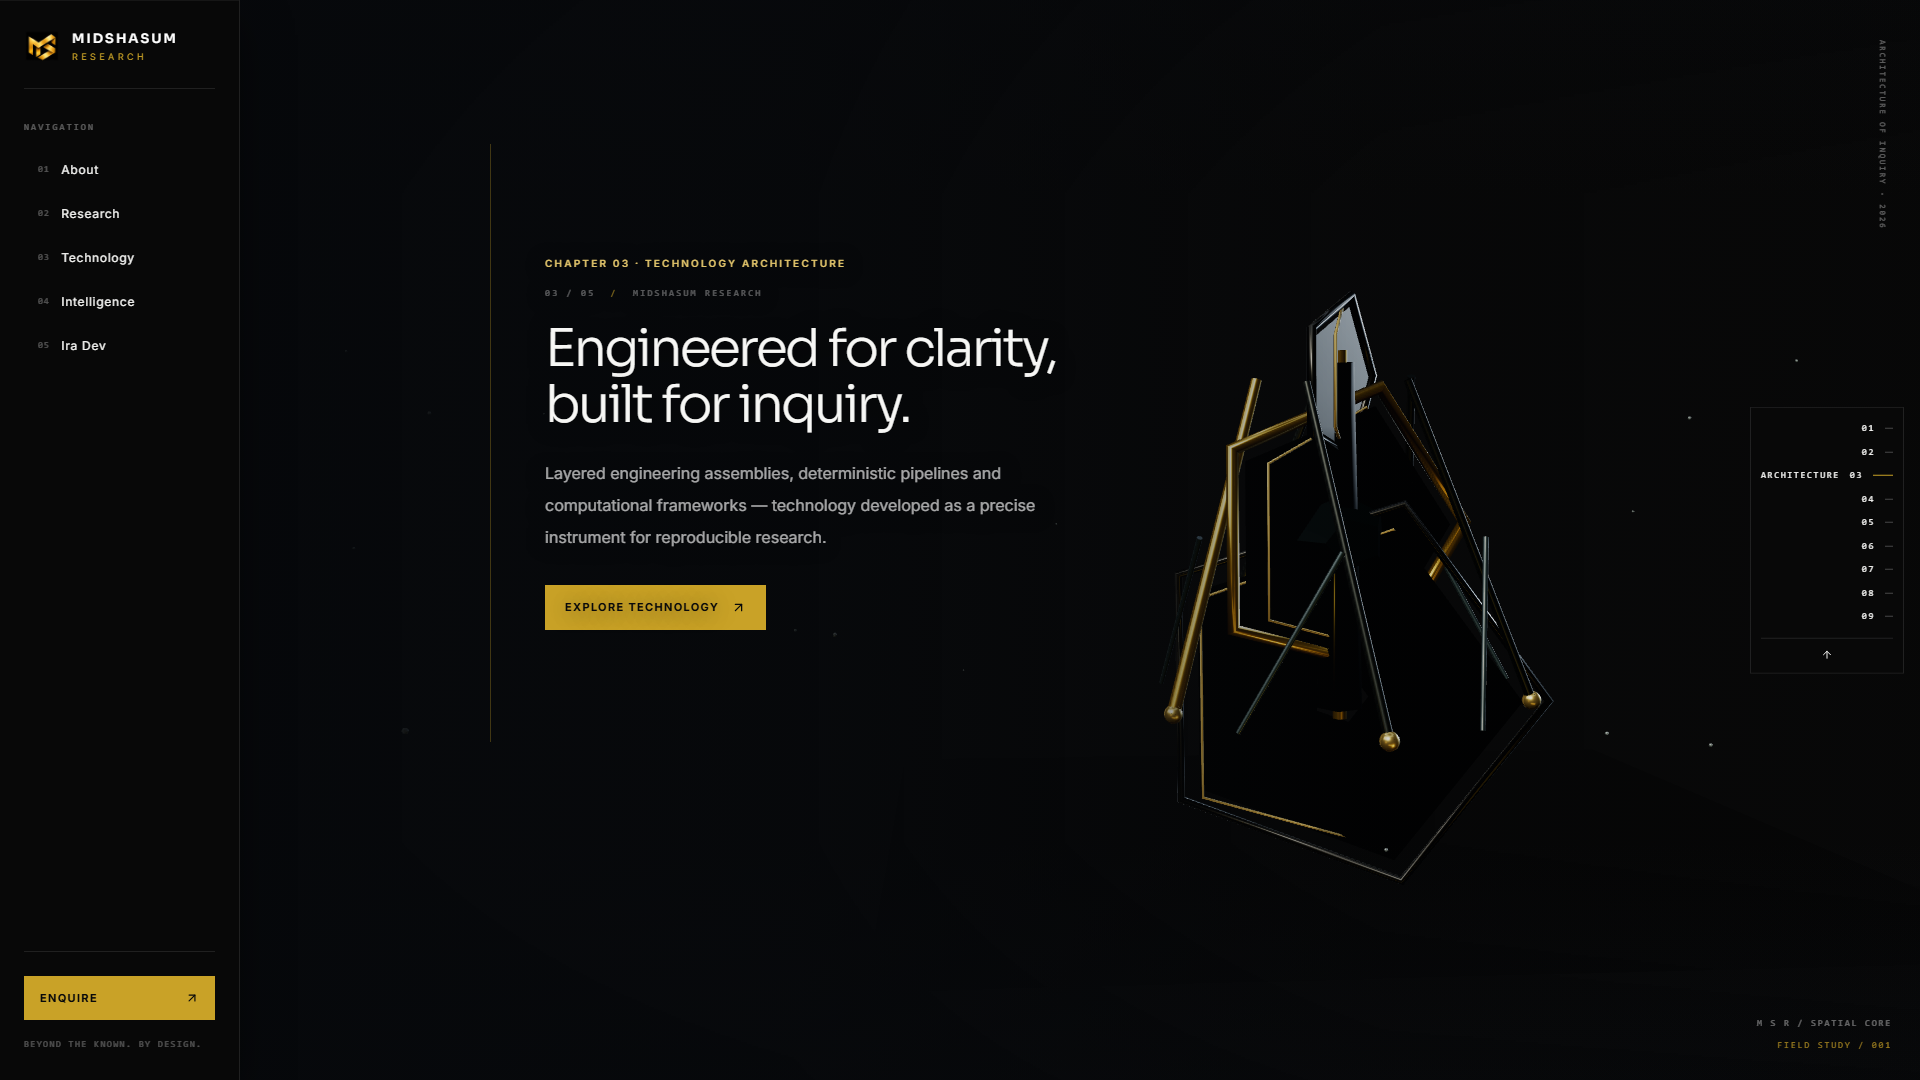 MIDSHASUM
RESEARCH
NAVIGATION
01 About
02 Research
03 Technology
04 Intelligence
05 Ira Dev
ENQUIRE
BEYOND THE KNOWN. BY DESIGN.
CHAPTER 03 · TECHNOLOGY ARCHITECTURE
03 / 05 / MIDSHASUM RESEARCH
Engineered for clarity,
built for inquiry.
Layered engineering assemblies, deterministic pipelines and
computational frameworks — technology developed as a precise
instrument for reproducible research.
EXPLORE TECHNOLOGY
ARCHITECTURE OF INQUIRY · 2026
01
02
ARCHITECTURE 03
04
05
06
07
08
09
M S R / SPATIAL CORE
FIELD STUDY / 001